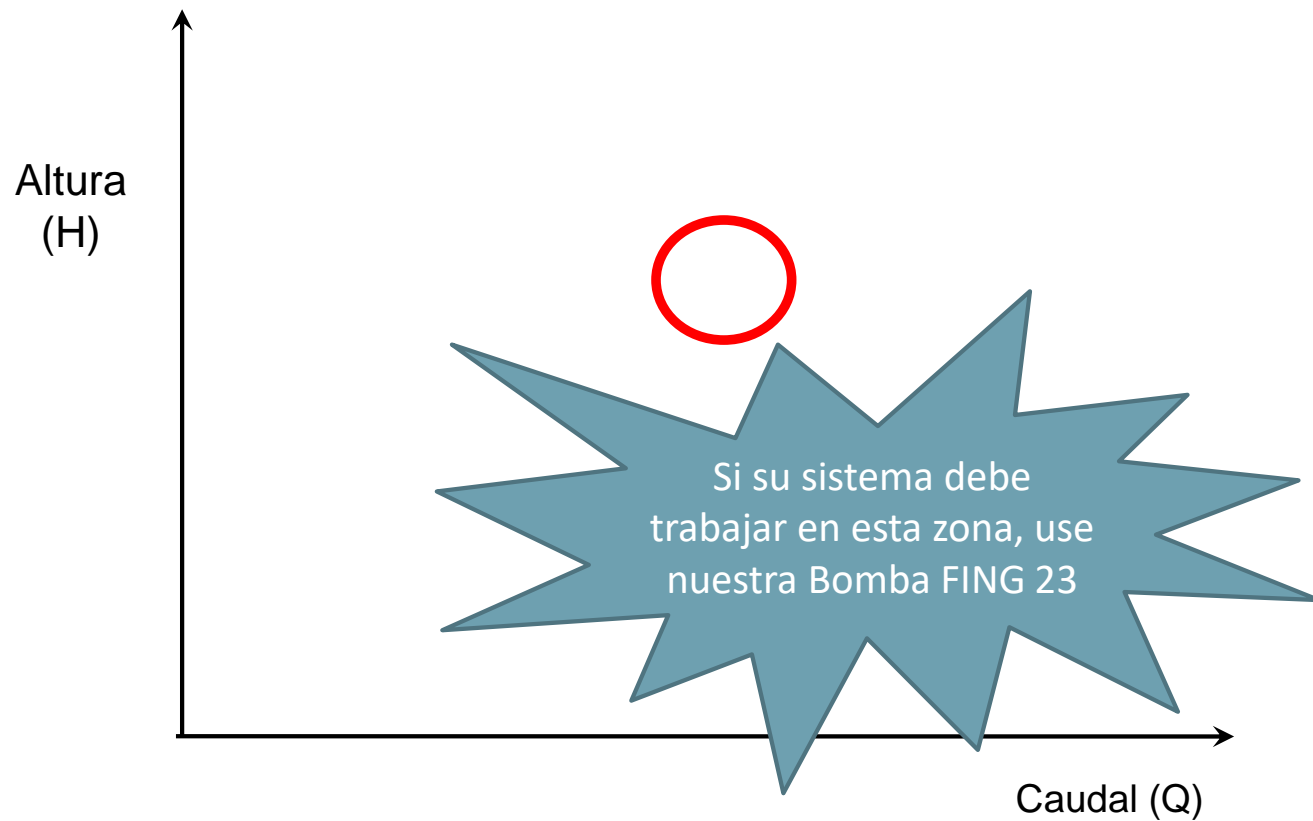 Altura
(H)
Si su sistema debe
trabajar en esta zona, use
nuestra Bomba FING 23
Caudal (Q)